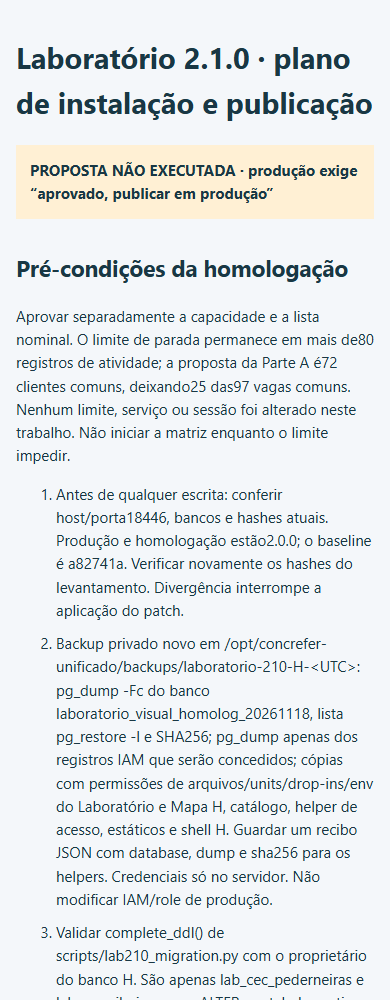 Laboratório 2.1.0 · plano
de instalação e publicação
PROPOSTA NÃO EXECUTADA · produção exige
“aprovado, publicar em produção”
Pré-condições da homologação
Aprovar separadamente a capacidade e a lista
nominal. O limite de parada permanece em mais de80
registros de atividade; a proposta da Parte A é72
clientes comuns, deixando25 das97 vagas comuns.
Nenhum limite, serviço ou sessão foi alterado neste
trabalho. Não iniciar a matriz enquanto o limite
impedir.
1. Antes de qualquer escrita: conferir
host/porta18446, bancos e hashes atuais.
Produção e homologação estão2.0.0; o baseline
é a82741a. Verificar novamente os hashes do
levantamento. Divergência interrompe a
aplicação do patch.
2. Backup privado novo em /opt/concrefer-
unificado/backups/laboratorio-210-H-<UTC>:
pg_dump -Fc do banco
laboratorio_visual_homolog_20261118, lista
pg_restore -l e SHA256; pg_dump apenas dos
registros IAM que serão concedidos; cópias
com permissões de arquivos/units/drop-ins/env
do Laboratório e Mapa H, catálogo, helper de
acesso, estáticos e shell H. Guardar um recibo
JSON com database, dump e sha256 para os
helpers. Credenciais só no servidor. Não
modificar IAM/role de produção.
3. Validar complete_ddl() de
scripts/lab210_migration.py com o proprietário
do banco H. São apenas lab_cec_pederneiras e